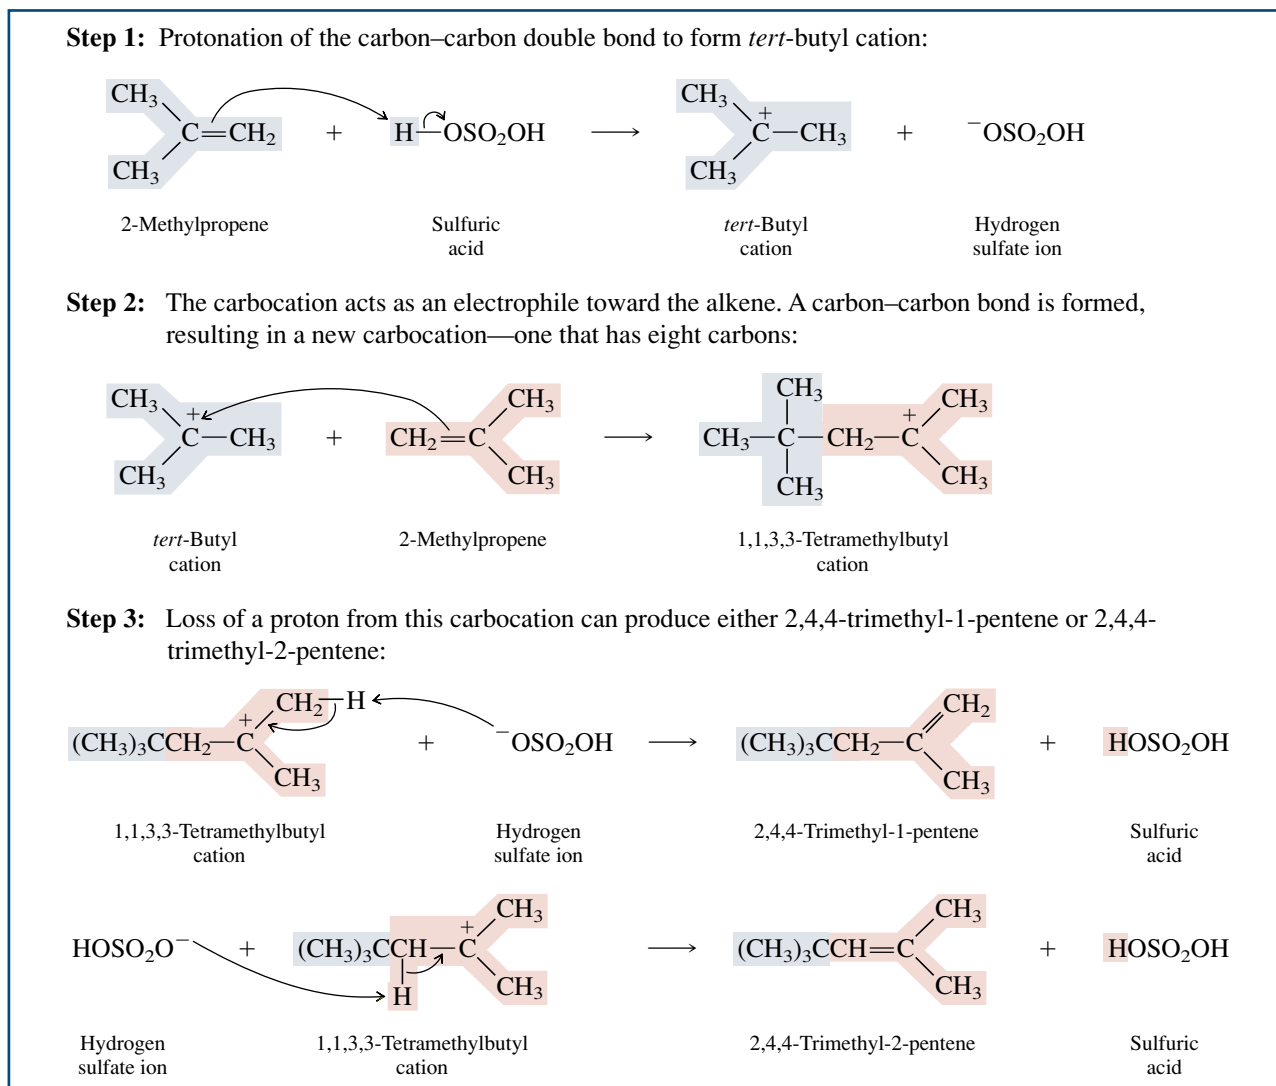 Step 1: Protonation of the carbon–carbon double bond to form tert-butyl cation:
CH₃
C=CH₂ + H—OSO₂OH ⟶ CH₃ C⁺—CH₃ + ⁻OSO₂OH
CH₃ CH₃
2-Methylpropene Sulfuric acid tert-Butyl cation Hydrogen sulfate ion
Step 2: The carbocation acts as an electrophile toward the alkene. A carbon–carbon bond is formed,
resulting in a new carbocation—one that has eight carbons:
CH₃ CH₃ CH₃ CH₃
C⁺—CH₃ + CH₂=C ⟶ CH₃—C—CH₂—C⁺
CH₃ CH₃ CH₃ CH₃
tert-Butyl cation 2-Methylpropene 1,1,3,3-Tetramethylbutyl cation
Step 3: Loss of a proton from this carbocation can produce either 2,4,4-trimethyl-1-pentene or 2,4,4-
trimethyl-2-pentene:
CH₂—H CH₂
(CH₃)₃CCH₂—C⁺ + ⁻OSO₂OH ⟶ (CH₃)₃CCH₂—C + HOSO₂OH
CH₃ CH₃
1,1,3,3-Tetramethylbutyl cation Hydrogen sulfate ion 2,4,4-Trimethyl-1-pentene Sulfuric acid
CH₃ CH₃
HOSO₂O⁻ + (CH₃)₃CCH—C⁺ ⟶ (CH₃)₃CCH=C + HOSO₂OH
H CH₃ CH₃
Hydrogen sulfate ion 1,1,3,3-Tetramethylbutyl cation 2,4,4-Trimethyl-2-pentene Sulfuric acid